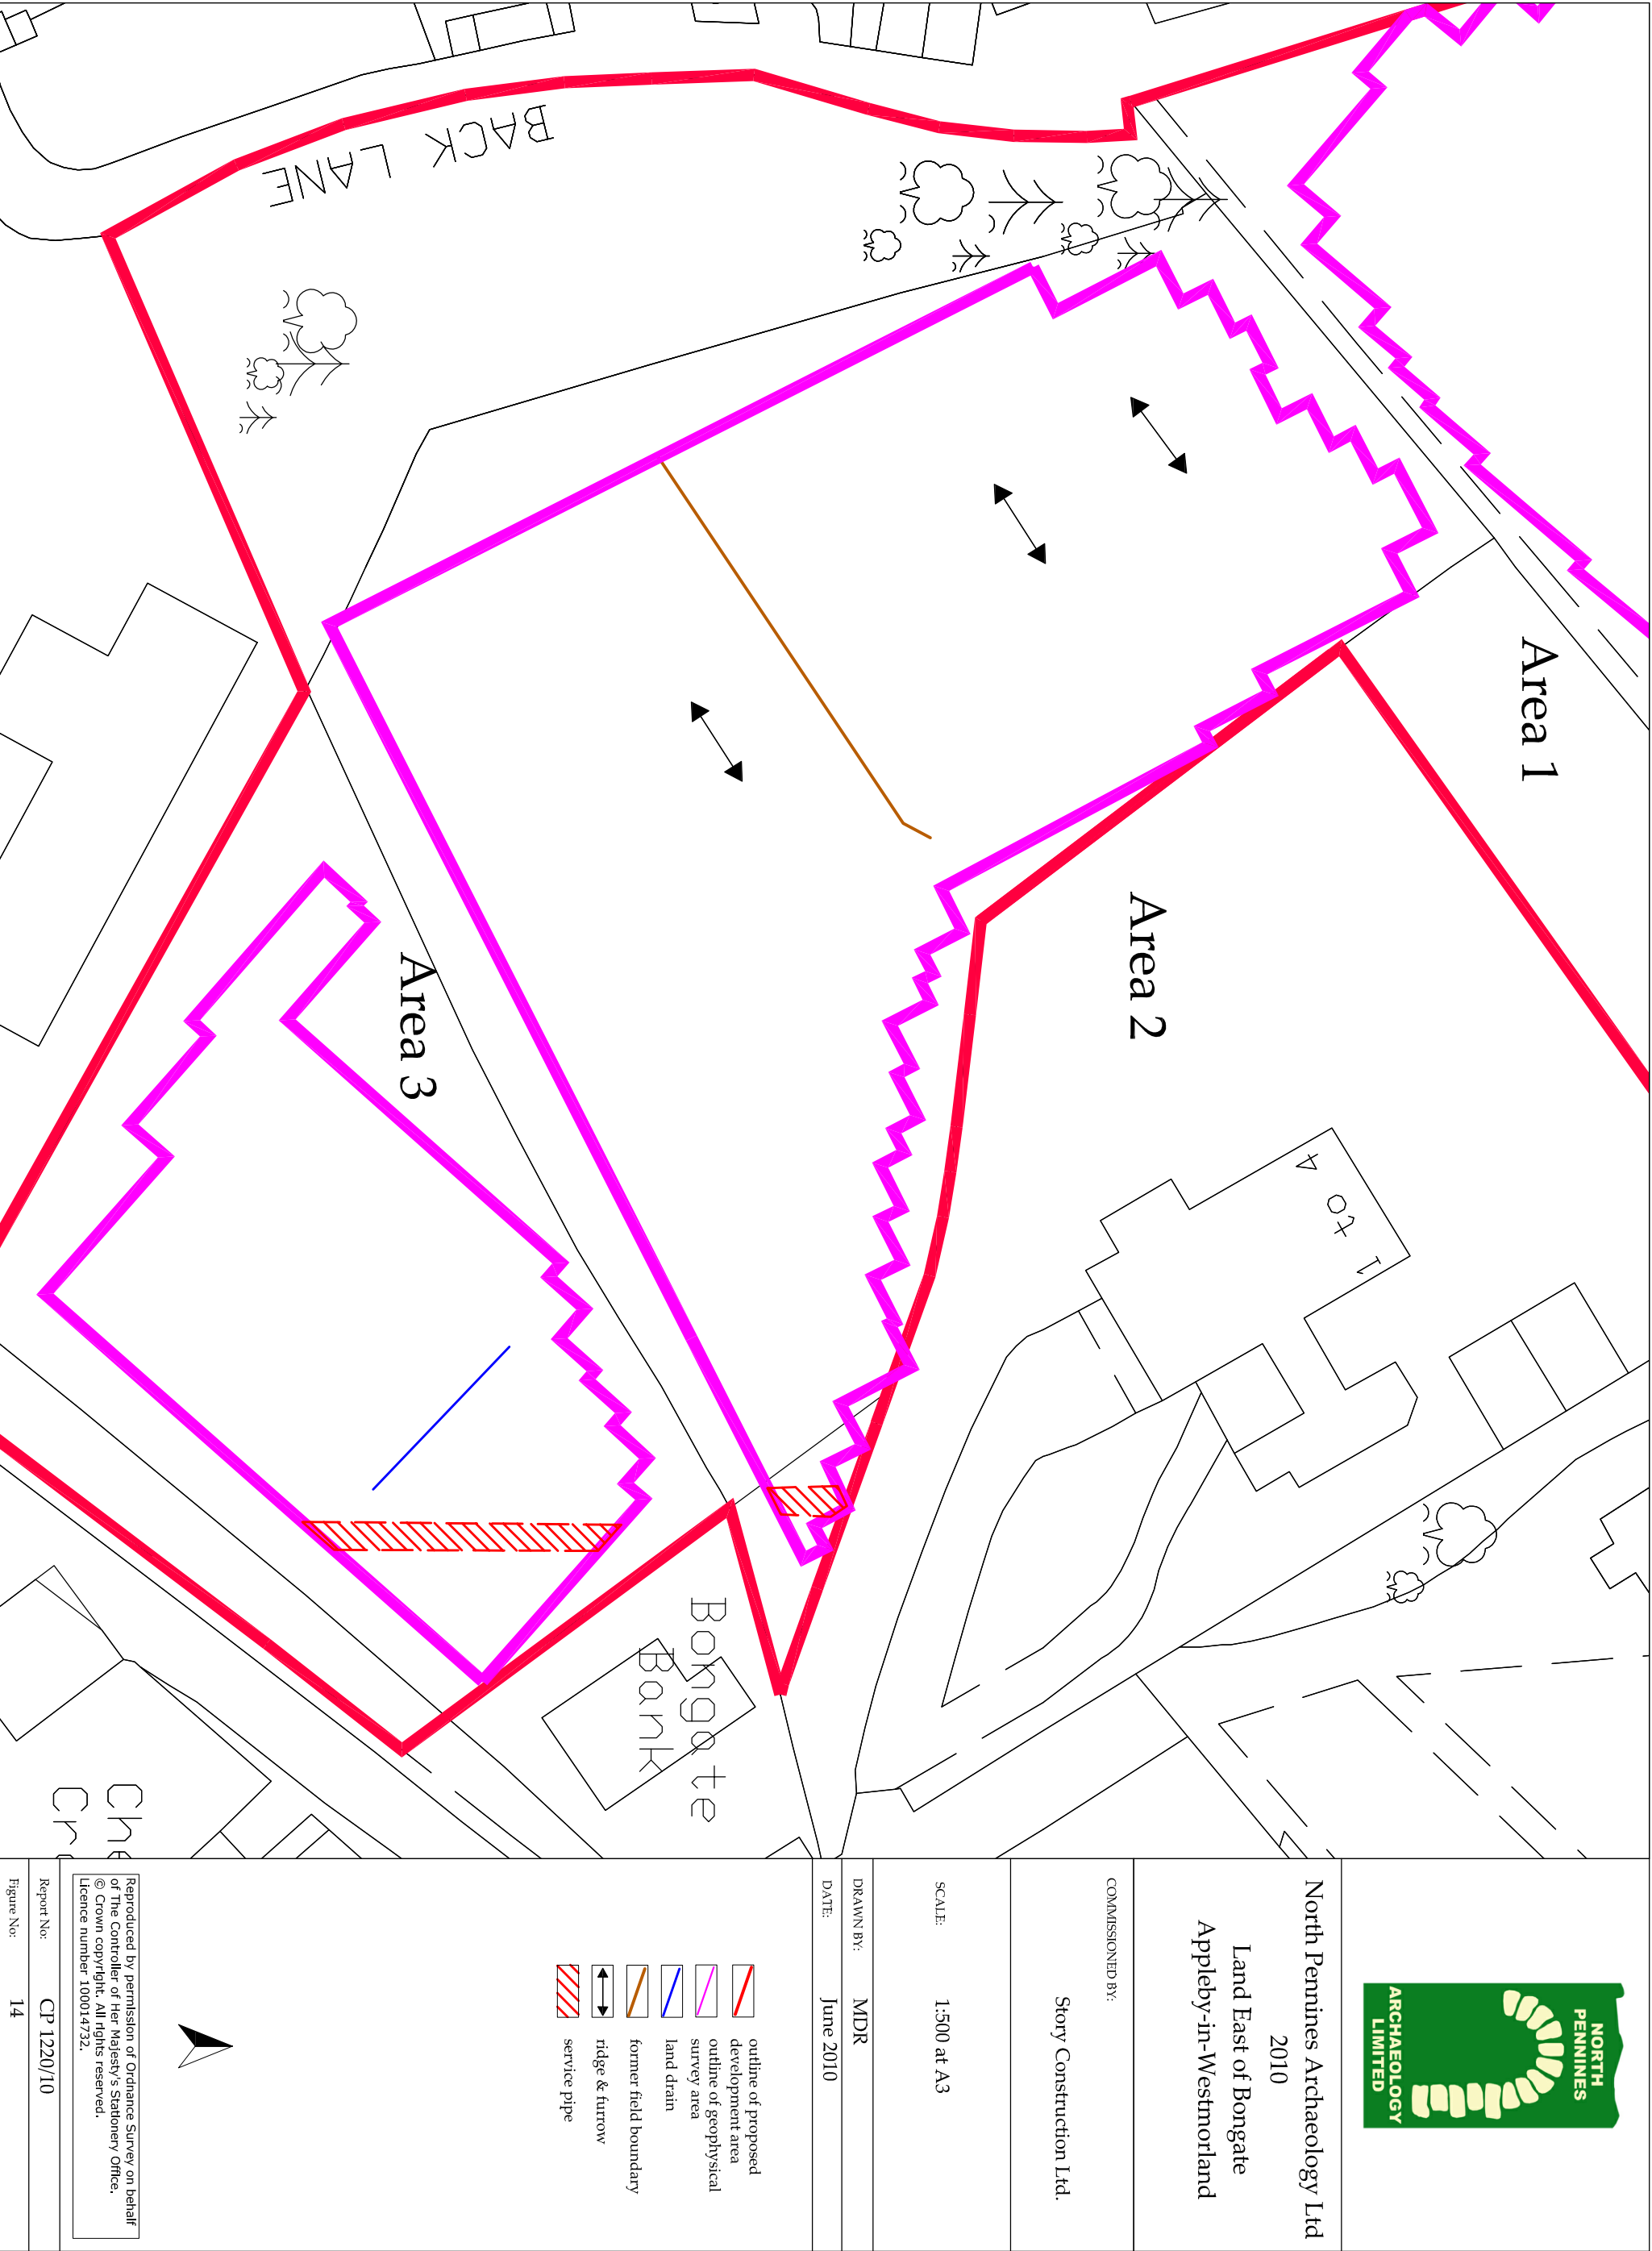 BACK LANE
Area 1
Area 2
Area 3
1 to 4
Bongate
Bank
Che
NORTH
PENNINES
ARCHAEOLOGY
LIMITED
North Pennines Archaeology Ltd
2010
Land East of Bongate
Appleby-in-Westmorland
COMMISSIONED BY:
Story Construction Ltd.
SCALE:
1:500 at A3
DRAWN BY: MDR
DATE: June 2010
outline of proposed
development area
outline of geophysical
survey area
land drain
former field boundary
ridge & furrow
service pipe
Reproduced by permission of Ordnance Survey on behalf
of The Controller of Her Majesty's Stationery Office.
© Crown copyright. All rights reserved.
Licence number 100014732.
Report No: CP 1220/10
Figure No: 14